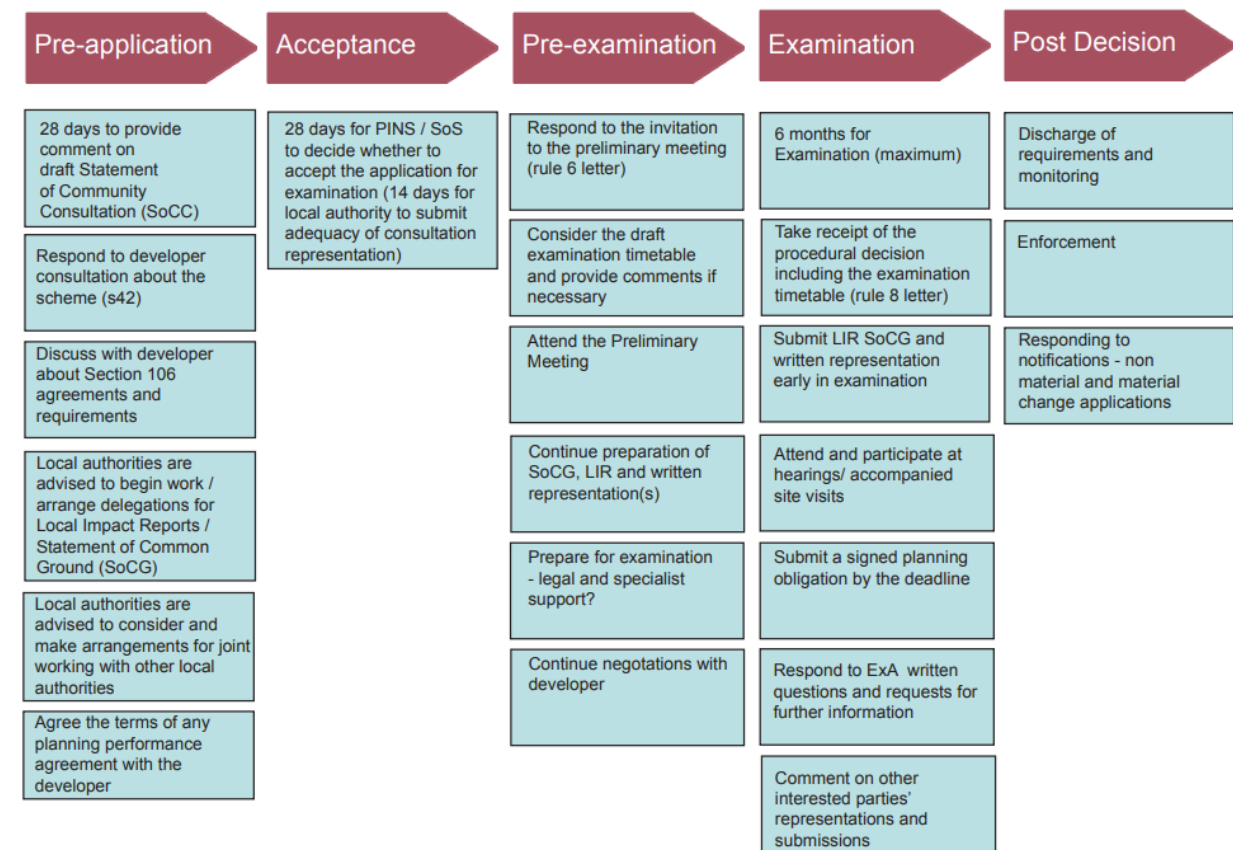 Pre-application
Acceptance
Pre-examination
Examination
Post Decision
28 days to provide
comment on
draft Statement
of Community
Consultation (SoCC)
Respond to developer
consultation about the
scheme (s42)
Discuss with developer
about Section 106
agreements and
requirements
Local authorities are
advised to begin work /
arrange delegations for
Local Impact Reports /
Statement of Common
Ground (SoCG)
Local authorities are
advised to consider and
make arrangements for joint
working with other local
authorities
Agree the terms of any
planning performance
agreement with the
developer
28 days for PINS / SoS
to decide whether to
accept the application for
examination (14 days for
local authority to submit
adequacy of consultation
representation)
Respond to the invitation
to the preliminary meeting
(rule 6 letter)
Consider the draft
examination timetable
and provide comments if
necessary
Attend the Preliminary
Meeting
Continue preparation of
SoCG, LIR and written
representation(s)
Prepare for examination
- legal and specialist
support?
Continue negotations with
developer
6 months for
Examination (maximum)
Take receipt of the
procedural decision
including the examination
timetable (rule 8 letter)
Submit LIR SoCG and
written representation
early in examination
Attend and participate at
hearings/ accompanied
site visits
Submit a signed planning
obligation by the deadline
Respond to ExA written
questions and requests for
further information
Comment on other
interested parties'
representations and
submissions
Discharge of
requirements and
monitoring
Enforcement
Responding to
notifications - non
material and material
change applications